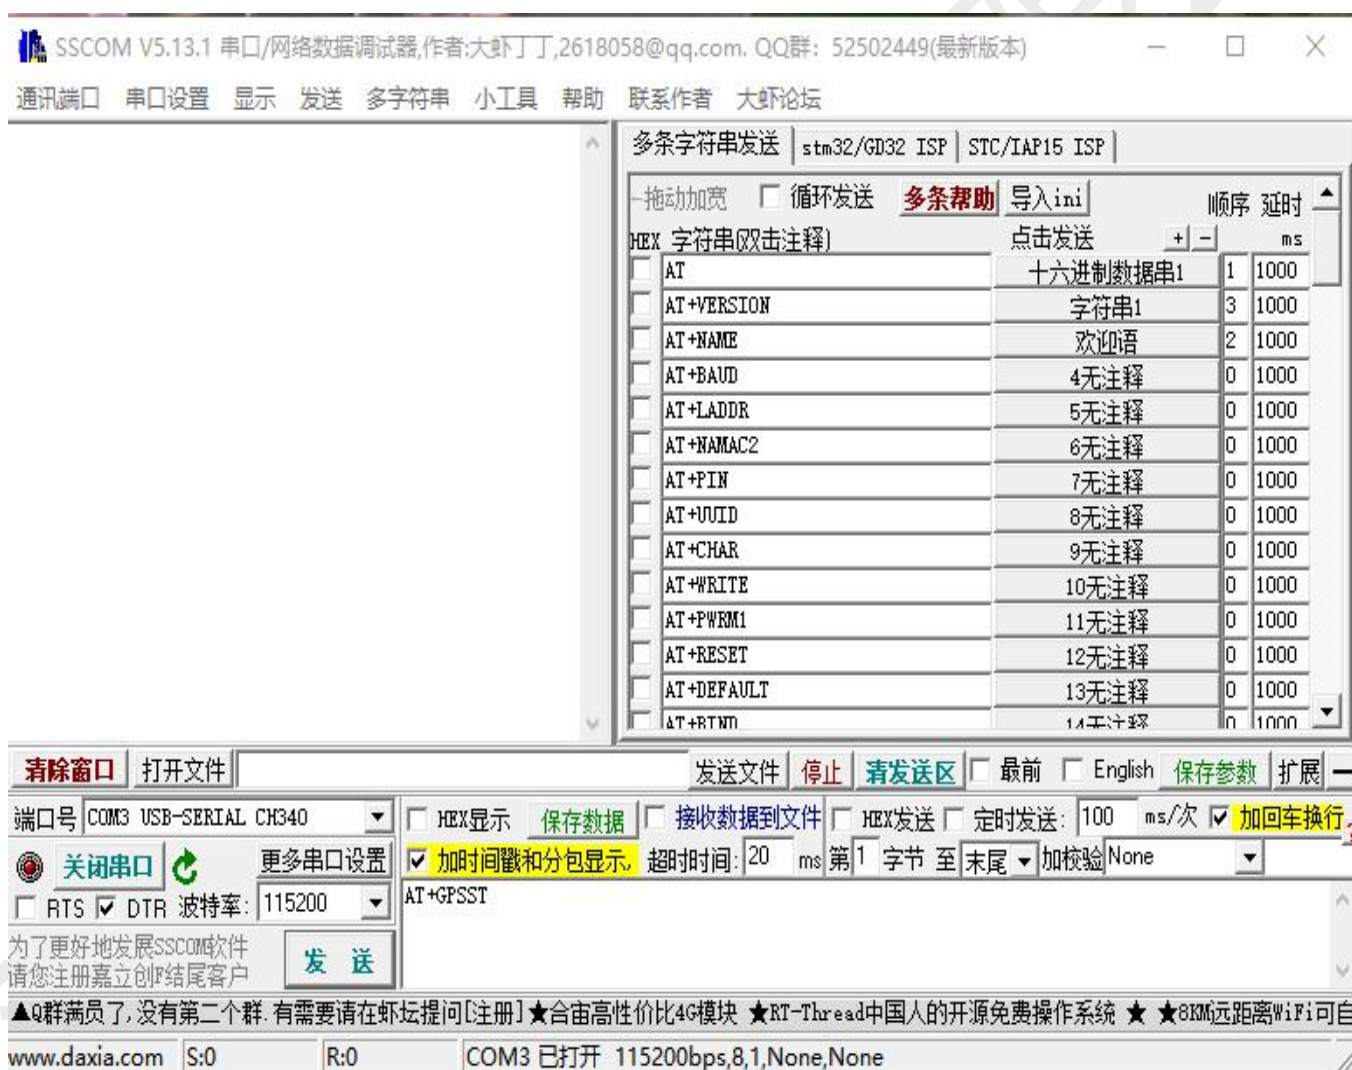 SSCOM V5.13.1 串口/网络数据调试器,作者:大虾丁丁,2618058@qq.com. QQ群: 52502449(最新版本)
通讯端口 串口设置 显示 发送 多字符串 小工具 帮助 联系作者 大虾论坛
多条字符串发送 stm32/GD32 ISP STC/IAP15 ISP
拖动加宽 循环发送 多条帮助 导入ini 顺序 延时
HEX 字符串(双击注释) 点击发送 + - ms
AT 十六进制数据串1 1 1000
AT+VERSION 字符串1 3 1000
AT+NAME 欢迎语 2 1000
AT+BAUD 4无注释 0 1000
AT+LADDR 5无注释 0 1000
AT+NAMAC2 6无注释 0 1000
AT+PIN 7无注释 0 1000
AT+UUID 8无注释 0 1000
AT+CHAR 9无注释 0 1000
AT+WRITE 10无注释 0 1000
AT+PWRM1 11无注释 0 1000
AT+RESET 12无注释 0 1000
AT+DEFAULT 13无注释 0 1000
AT+BIND 14无注释 0 1000
清除窗口 打开文件 发送文件 停止 清发送区 最前 English 保存参数 扩展 —
端口号 COM3 USB-SERIAL CH340 HEX显示 保存数据 接收数据到文件 HEX发送 定时发送: 100 ms/次 加回车换行
关闭串口 更多串口设置 加时间戳和分包显示, 超时时间: 20 ms 第1 字节 至 末尾 加校验 None
RTS DTR 波特率: 115200 AT+GPSST
为了更好地发展SSCOM软件
请您注册嘉立创F结尾客户 发 送
▲Q群满员了,没有第二个群.有需要请在虾坛提问[注册]★合宙高性价比4G模块 ★RT-Thread中国人的开源免费操作系统 ★ ★8KM远距离WiFi可自
www.daxia.com S:0 R:0 COM3 已打开 115200bps,8,1,None,None